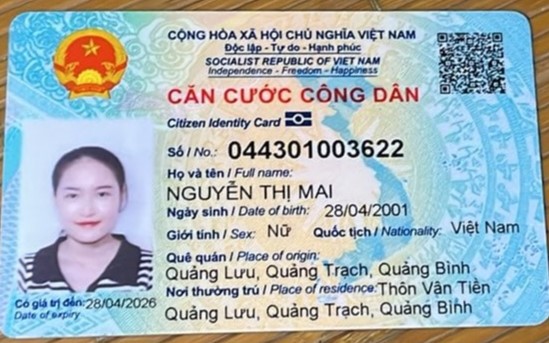 CỘNG HÒA XÃ HỘI CHỦ NGHĨA VIỆT NAM
Độc lập - Tự do - Hạnh phúc
SOCIALIST REPUBLIC OF VIET NAM
Independence - Freedom - Happiness
CĂN CƯỚC CÔNG DÂN
Citizen Identity Card
Số / No.: 044301003622
Họ và tên / Full name:
NGUYỄN THỊ MAI
Ngày sinh / Date of birth: 28/04/2001
Giới tính / Sex: Nữ Quốc tịch / Nationality: Việt Nam
Quê quán / Place of origin:
Quảng Lưu, Quảng Trạch, Quảng Bình
Nơi thường trú / Place of residence: Thôn Vân Tiền
Quảng Lưu, Quảng Trạch, Quảng Bình
Có giá trị đến: 28/04/2026
Date of expiry